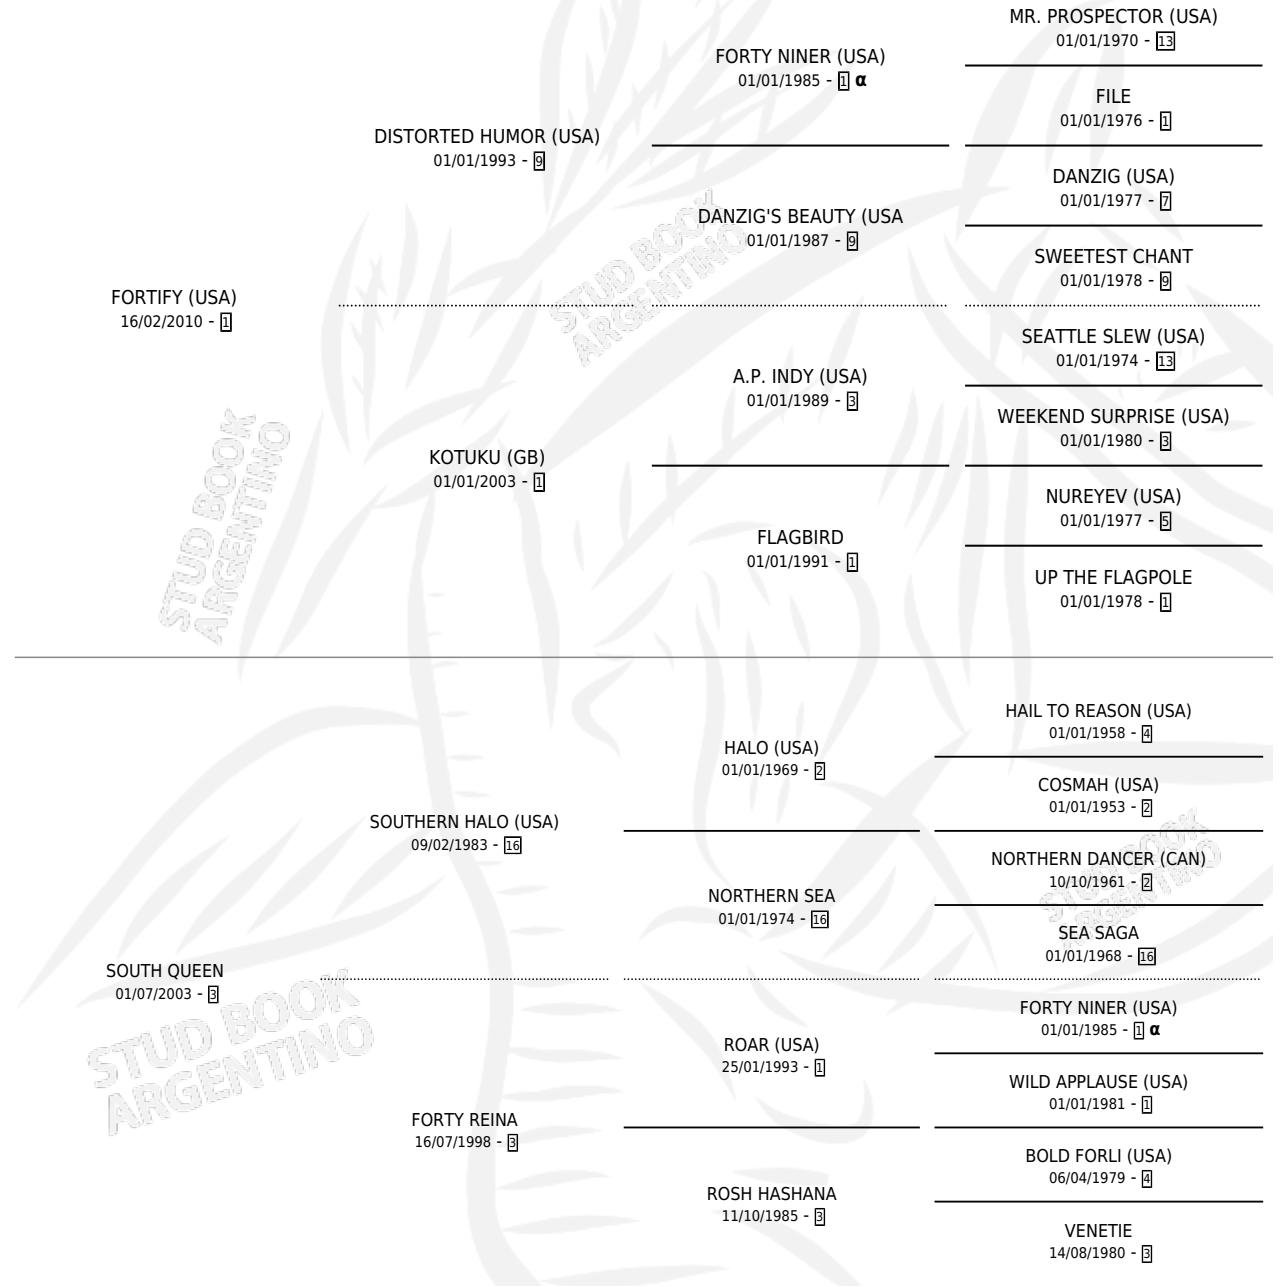 MR. PROSPECTOR (USA)
01/01/1970 - 13
FORTY NINER (USA)
01/01/1985 - 1 α
FILE
01/01/1976 - 1
DISTORTED HUMOR (USA)
01/01/1993 - 9
DANZIG (USA)
01/01/1977 - 7
DANZIG'S BEAUTY (USA
01/01/1987 - 9
SWEETEST CHANT
01/01/1978 - 9
FORTIFY (USA)
16/02/2010 - 1
SEATTLE SLEW (USA)
01/01/1974 - 13
A.P. INDY (USA)
01/01/1989 - 3
WEEKEND SURPRISE (USA)
01/01/1980 - 3
KOTUKU (GB)
01/01/2003 - 1
NUREYEV (USA)
01/01/1977 - 5
FLAGBIRD
01/01/1991 - 1
UP THE FLAGPOLE
01/01/1978 - 1
HAIL TO REASON (USA)
01/01/1958 - 4
HALO (USA)
01/01/1969 - 2
COSMAH (USA)
01/01/1953 - 2
SOUTHERN HALO (USA)
09/02/1983 - 16
NORTHERN DANCER (CAN)
10/10/1961 - 2
NORTHERN SEA
01/01/1974 - 16
SEA SAGA
01/01/1968 - 16
SOUTH QUEEN
01/07/2003 - 3
FORTY NINER (USA)
01/01/1985 - 1 α
ROAR (USA)
25/01/1993 - 1
WILD APPLAUSE (USA)
01/01/1981 - 1
FORTY REINA
16/07/1998 - 3
BOLD FORLI (USA)
06/04/1979 - 4
ROSH HASHANA
11/10/1985 - 3
VENETIE
14/08/1980 - 3
STUD BOOK
ARGENTINO
STUD BOOK
ARGENTINO
STUD BOOK
ARGENTINO
STUD BOOK
ARGENTINO